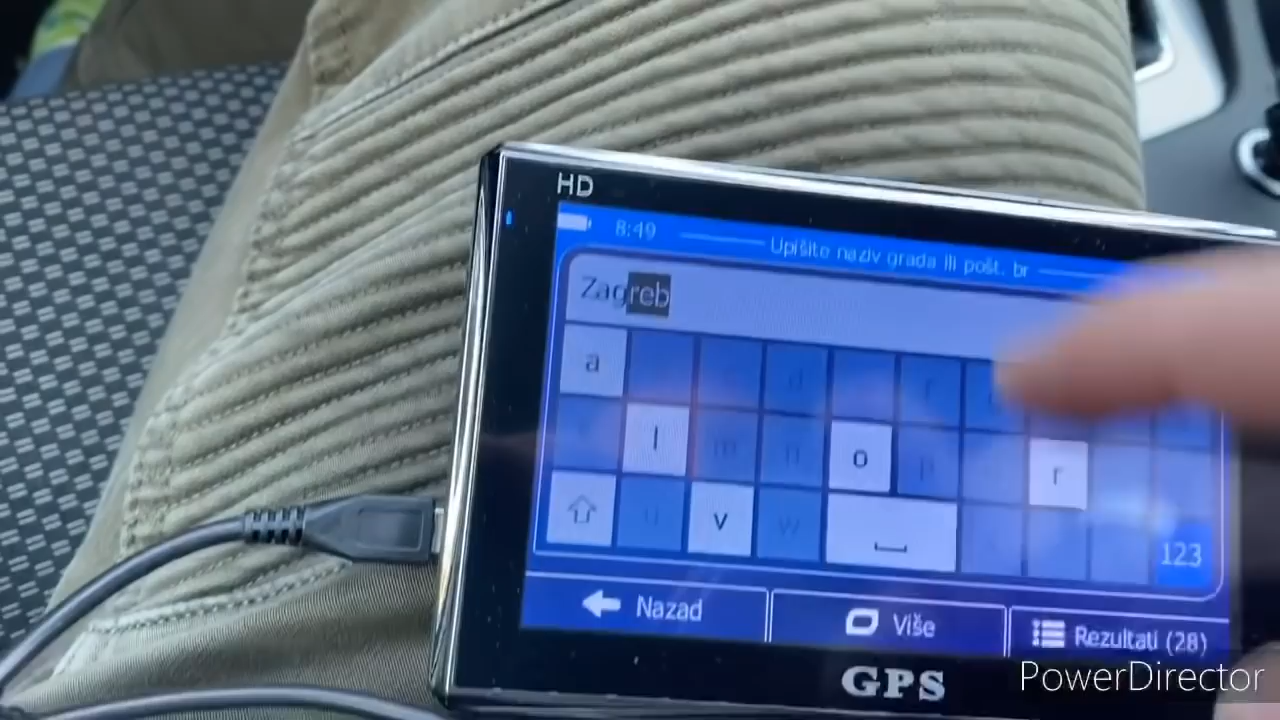 HD
8:49 Upišite naziv grada ili pošt. br
Zagreb
a d
l m n o p r
u v w 123
Nazad Više Rezultati (28)
GPS
PowerDirector